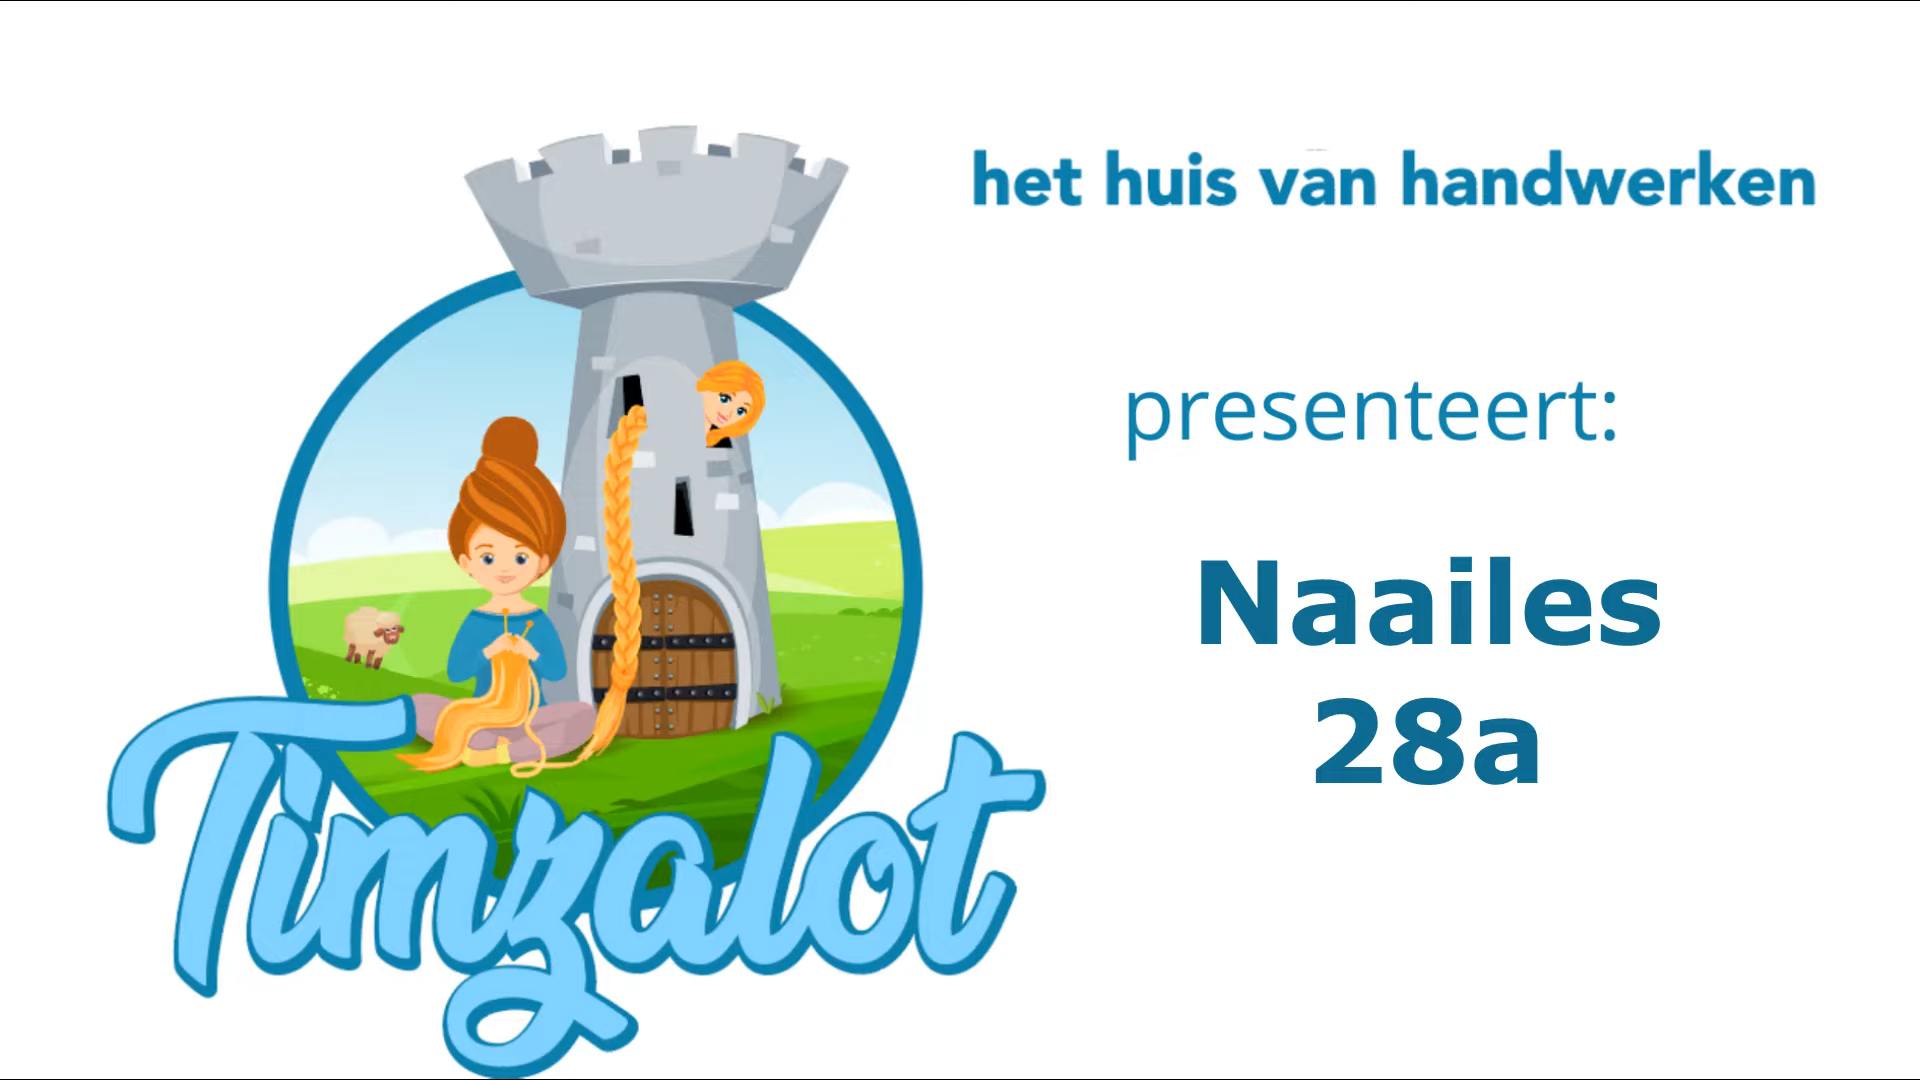 het huis van handwerken
presenteert:
Naailes
28a
Timzalot